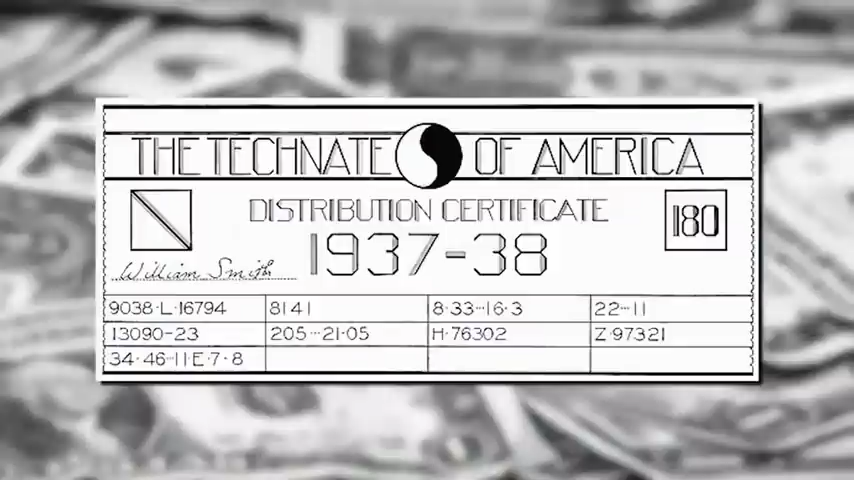 THE TECHNATE OF AMERICA
DISTRIBUTION CERTIFICATE
180
1937-38
William Smith
9038·L·16794 8141 8·33--16·3 22--11
13090-23 205--21·05 H·76302 Z·97321
34·46-11·E·7·8